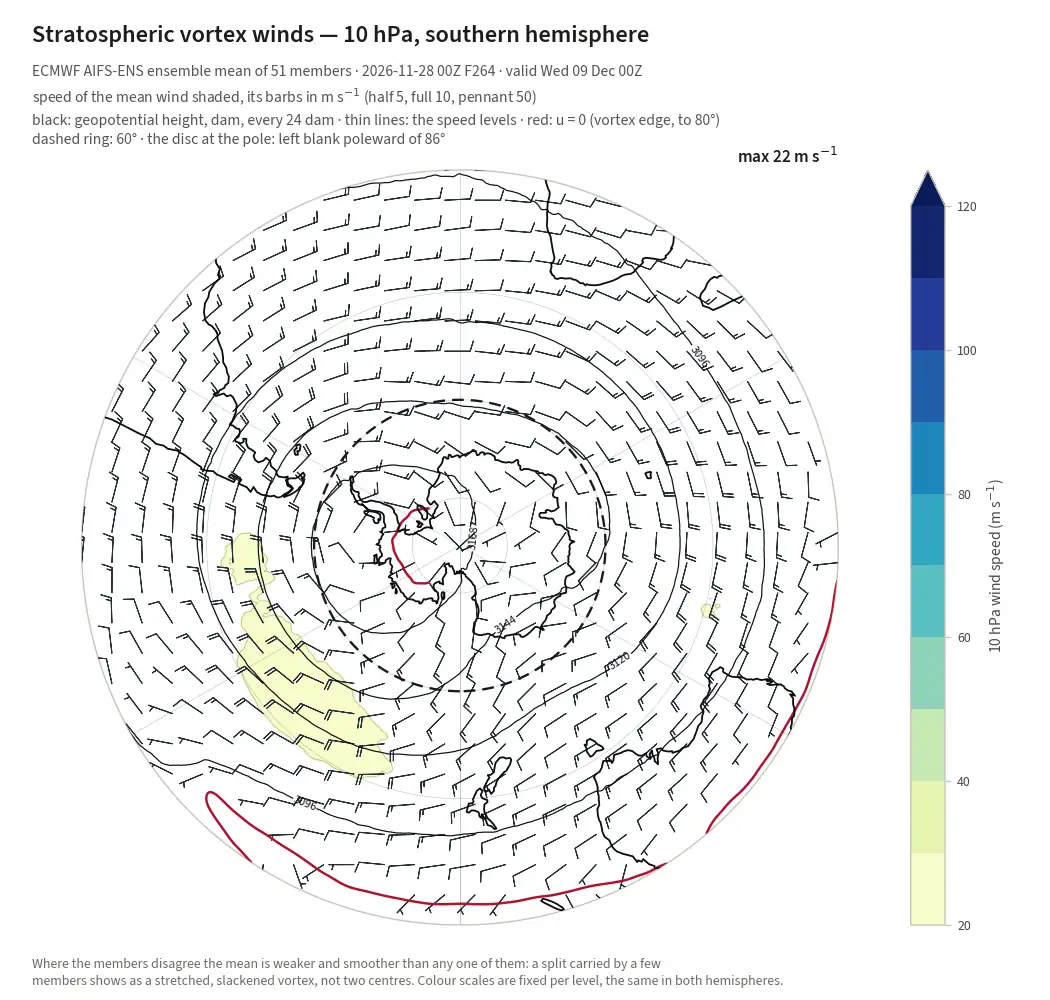 Stratospheric vortex winds — 10 hPa, southern hemisphere
ECMWF AIFS-ENS ensemble mean of 51 members · 2026-11-28 00Z F264 · valid Wed 09 Dec 00Z
speed of the mean wind shaded, its barbs in m s⁻¹ (half 5, full 10, pennant 50)
black: geopotential height, dam, every 24 dam · thin lines: the speed levels · red: u = 0 (vortex edge, to 80°)
dashed ring: 60° · the disc at the pole: left blank poleward of 86°
max 22 m s⁻¹
120
100
80
60
40
20
10 hPa wind speed (m s⁻¹)
3096
3168
3144
3120
3096
Where the members disagree the mean is weaker and smoother than any one of them: a split carried by a few
members shows as a stretched, slackened vortex, not two centres. Colour scales are fixed per level, the same in both hemispheres.